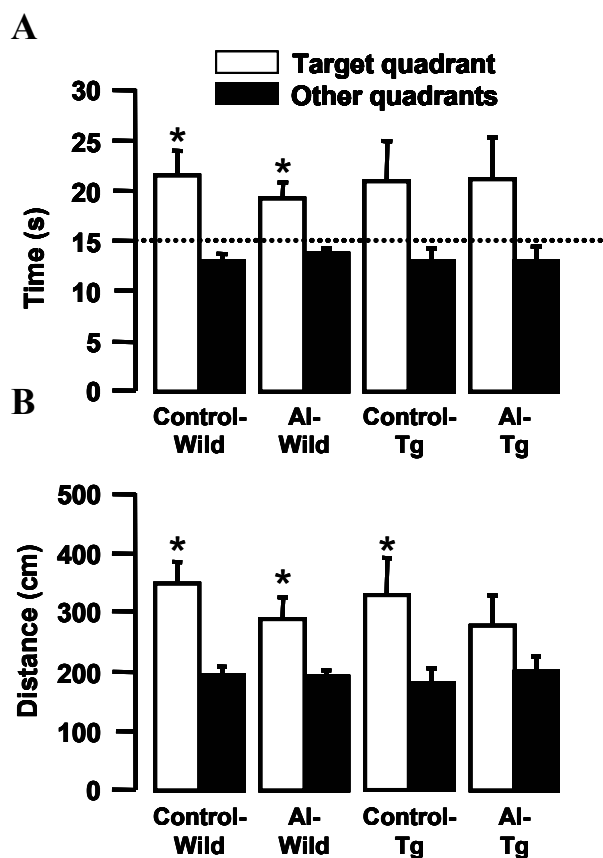 A
Target quadrant
Other quadrants
Time (s)
30
25
20
15
10
5
0
* *
Control-Wild
Al-Wild
Control-Tg
Al-Tg
B
Distance (cm)
500
400
300
200
100
0
* * *
Control-Wild
Al-Wild
Control-Tg
Al-Tg